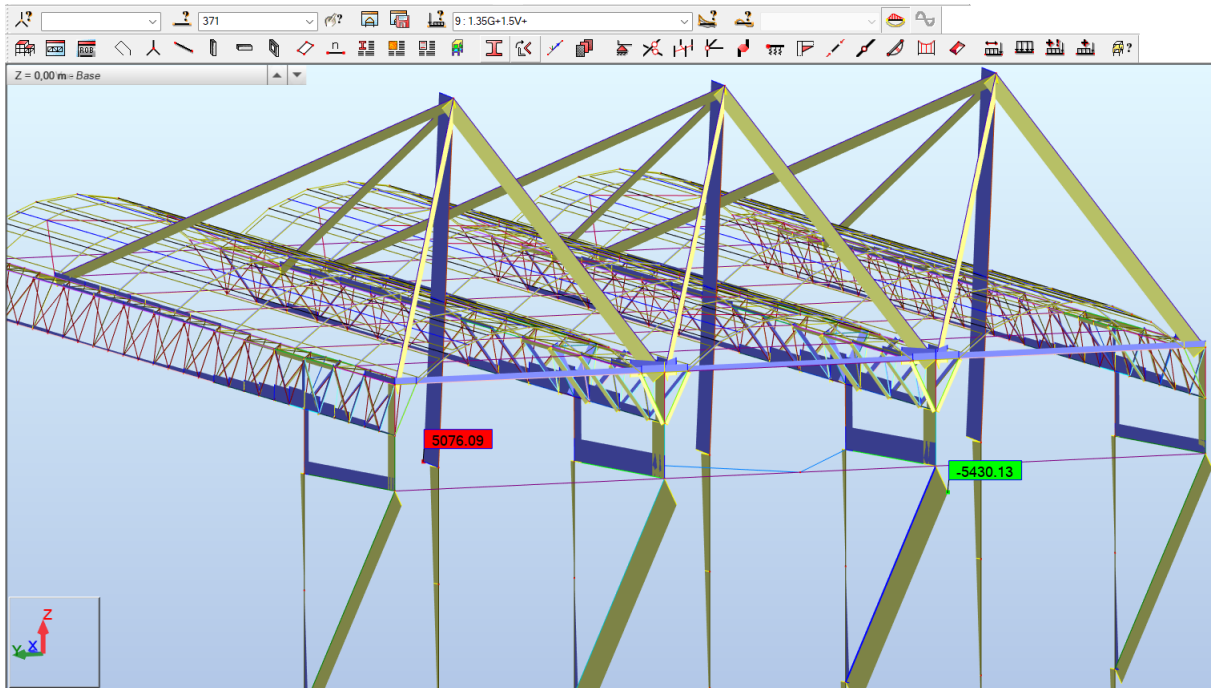 371
9 : 1.35G+1.5V+
Z = 0,00 m - Base
5076.09
-5430.13
Z
Y
X